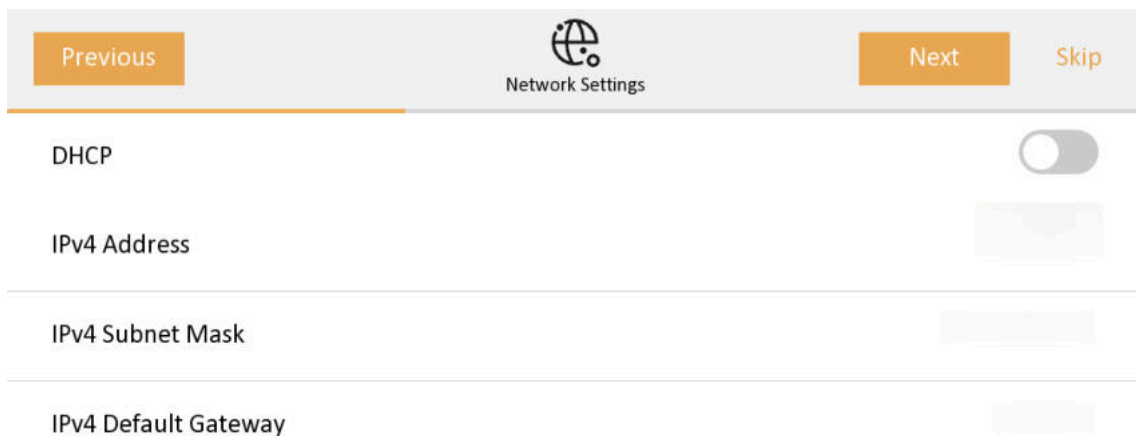 Previous
Next
Skip
Network Settings
DHCP
IPv4 Address
IPv4 Subnet Mask
IPv4 Default Gateway